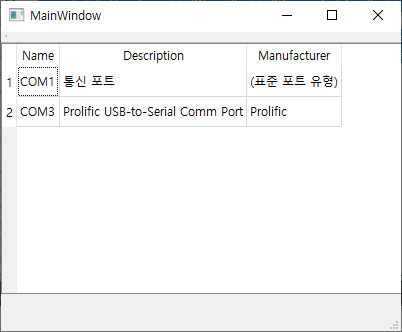 MainWindow
Name Description Manufacturer
1 COM1 통신 포트 (표준 포트 유형)
2 COM3 Prolific USB-to-Serial Comm Port Prolific